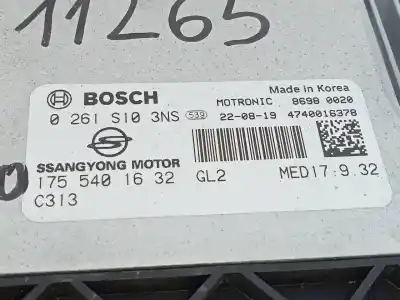 11265
BOSCH
Made in Korea
MOTRONIC 8698 0020
0 261 S10 3NS 539 22-08-19 4740016378
SSANGYONG MOTOR
175 540 16 32 GL2 MED17.9.32
C313